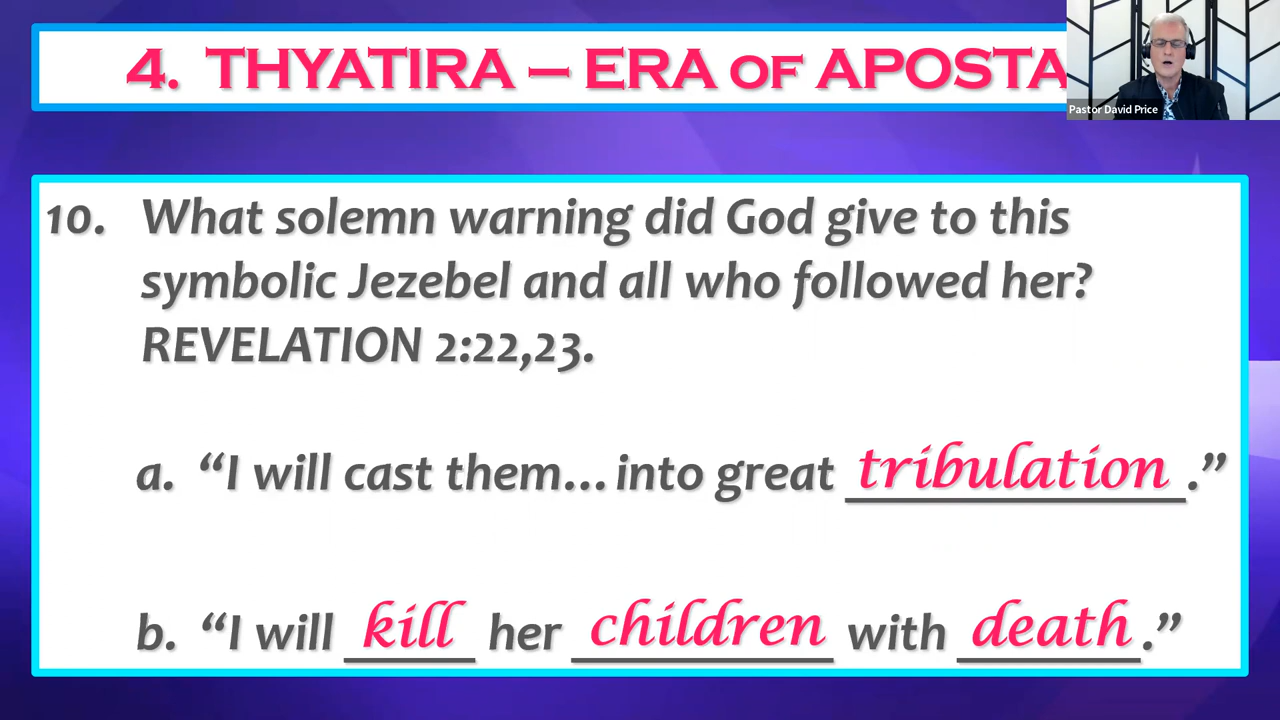 4. THYATIRA – ERA OF APOSTA
Pastor David Price
10. What solemn warning did God give to this
symbolic Jezebel and all who followed her?
REVELATION 2:22,23.
a. “I will cast them...into great tribulation.”
b. “I will kill her children with death.”